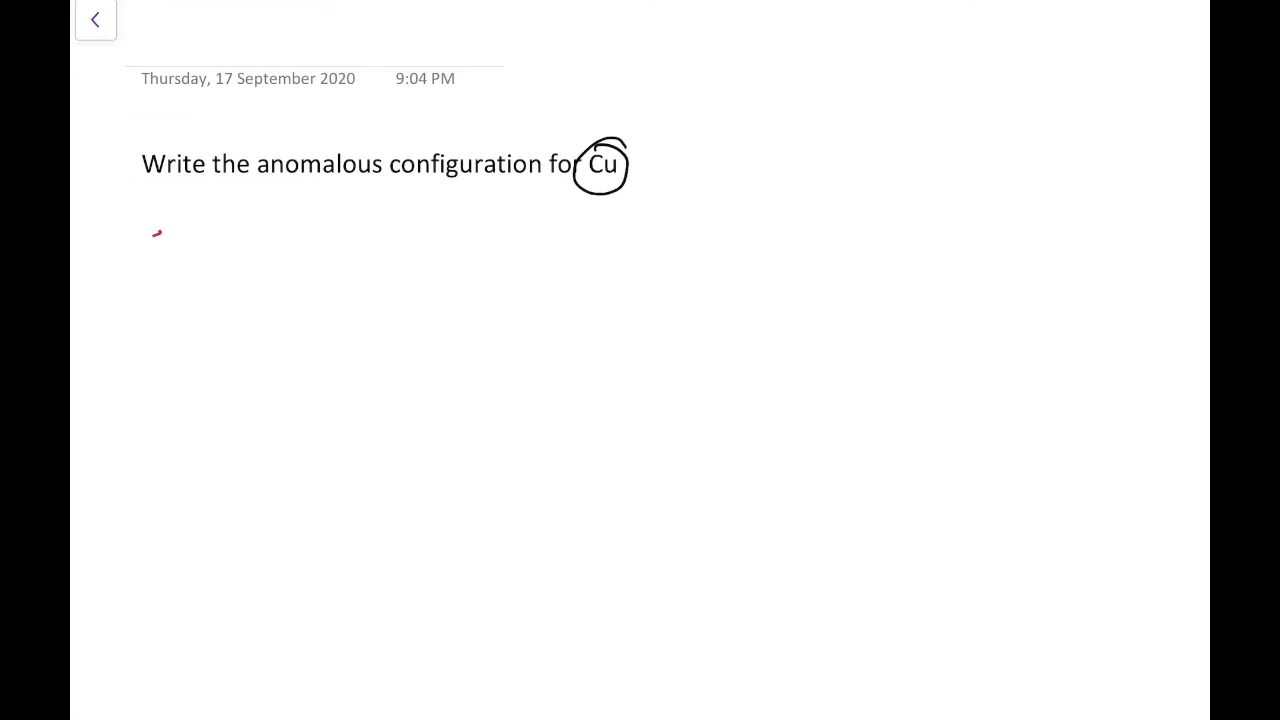 Thursday, 17 September 2020 9:04 PM
Write the anomalous configuration for Cu